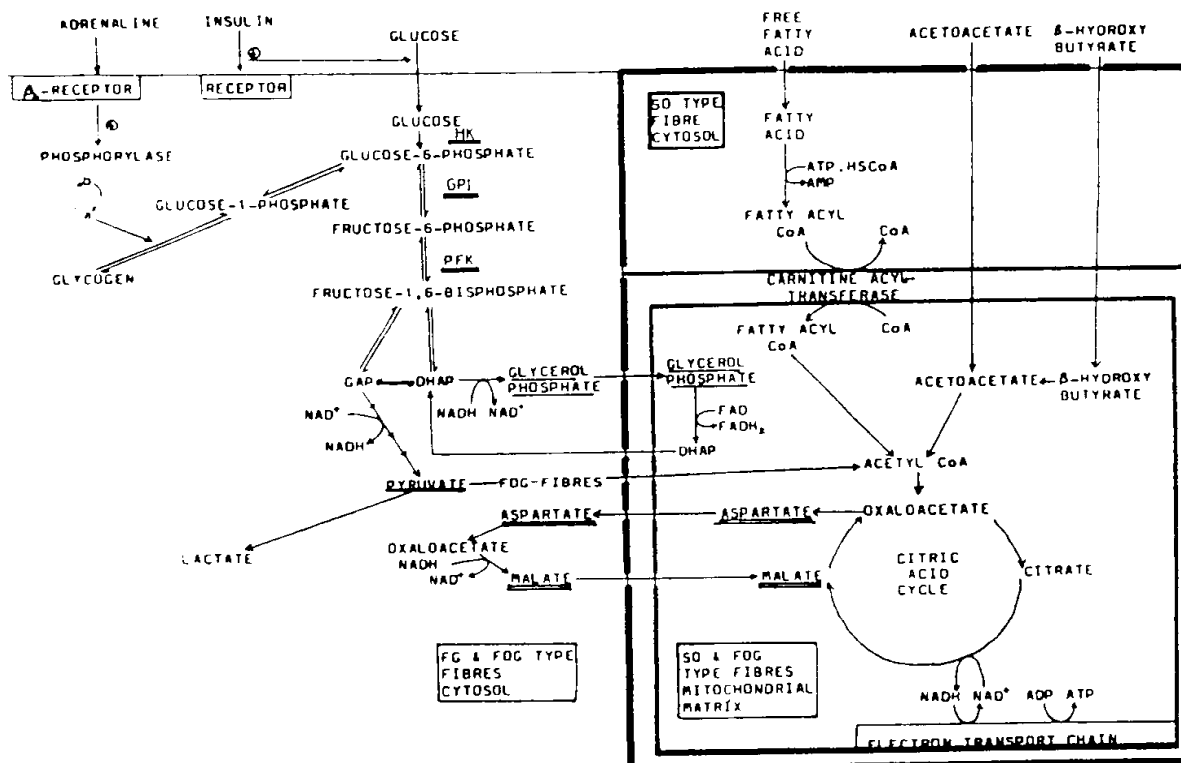 ADRENALINE
INSULIN
GLUCOSE
FREE
FATTY
ACID
ACETOACETATE
β-HYDROXY
BUTYRATE
-RECEPTOR
RECEPTOR
PHOSPHORYLASE
GLUCOSE
HK
GLUCOSE-6-PHOSPHATE
GPI
GLUCOSE-1-PHOSPHATE
FRUCTOSE-6-PHOSPHATE
PFK
GLYCOGEN
FRUCTOSE-1,6-BISPHOSPHATE
SO TYPE
FIBRE
CYTOSOL
FATTY
ACID
ATP.HSCoA
AMP
FATTY ACYL
CoA
CoA
CARNITINE ACYL-
TRANSFERASE
FATTY ACYL
CoA
CoA
GAP
DHAP
GLYCEROL
PHOSPHATE
GLYCEROL
PHOSPHATE
NADH NAD⁺
NAD⁺
NADH
FAD
FADH₂
DHAP
ACETOACETATE
β-HYDROXY
BUTYRATE
PYRUVATE
FOG-FIBRES
ACETYL CoA
LACTATE
ASPARTATE
ASPARTATE
OXALOACETATE
OXALOACETATE
NADH
NAD⁺
MALATE
MALATE
CITRIC
ACID
CYCLE
CITRATE
FG & FOG TYPE
FIBRES
CYTOSOL
SO & FOG
TYPE FIBRES
MITOCHONDRIAL
MATRIX
NADH NAD⁺
ADP ATP
ELECTRON TRANSPORT CHAIN